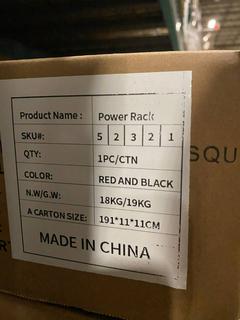 Product Name : Power Rack
SKU#: 5 2 3 2 1
QTY: 1PC/CTN
COLOR: RED AND BLACK
N.W/G.W: 18KG/19KG
A CARTON SIZE: 191*11*11CM
MADE IN CHINA
SQU